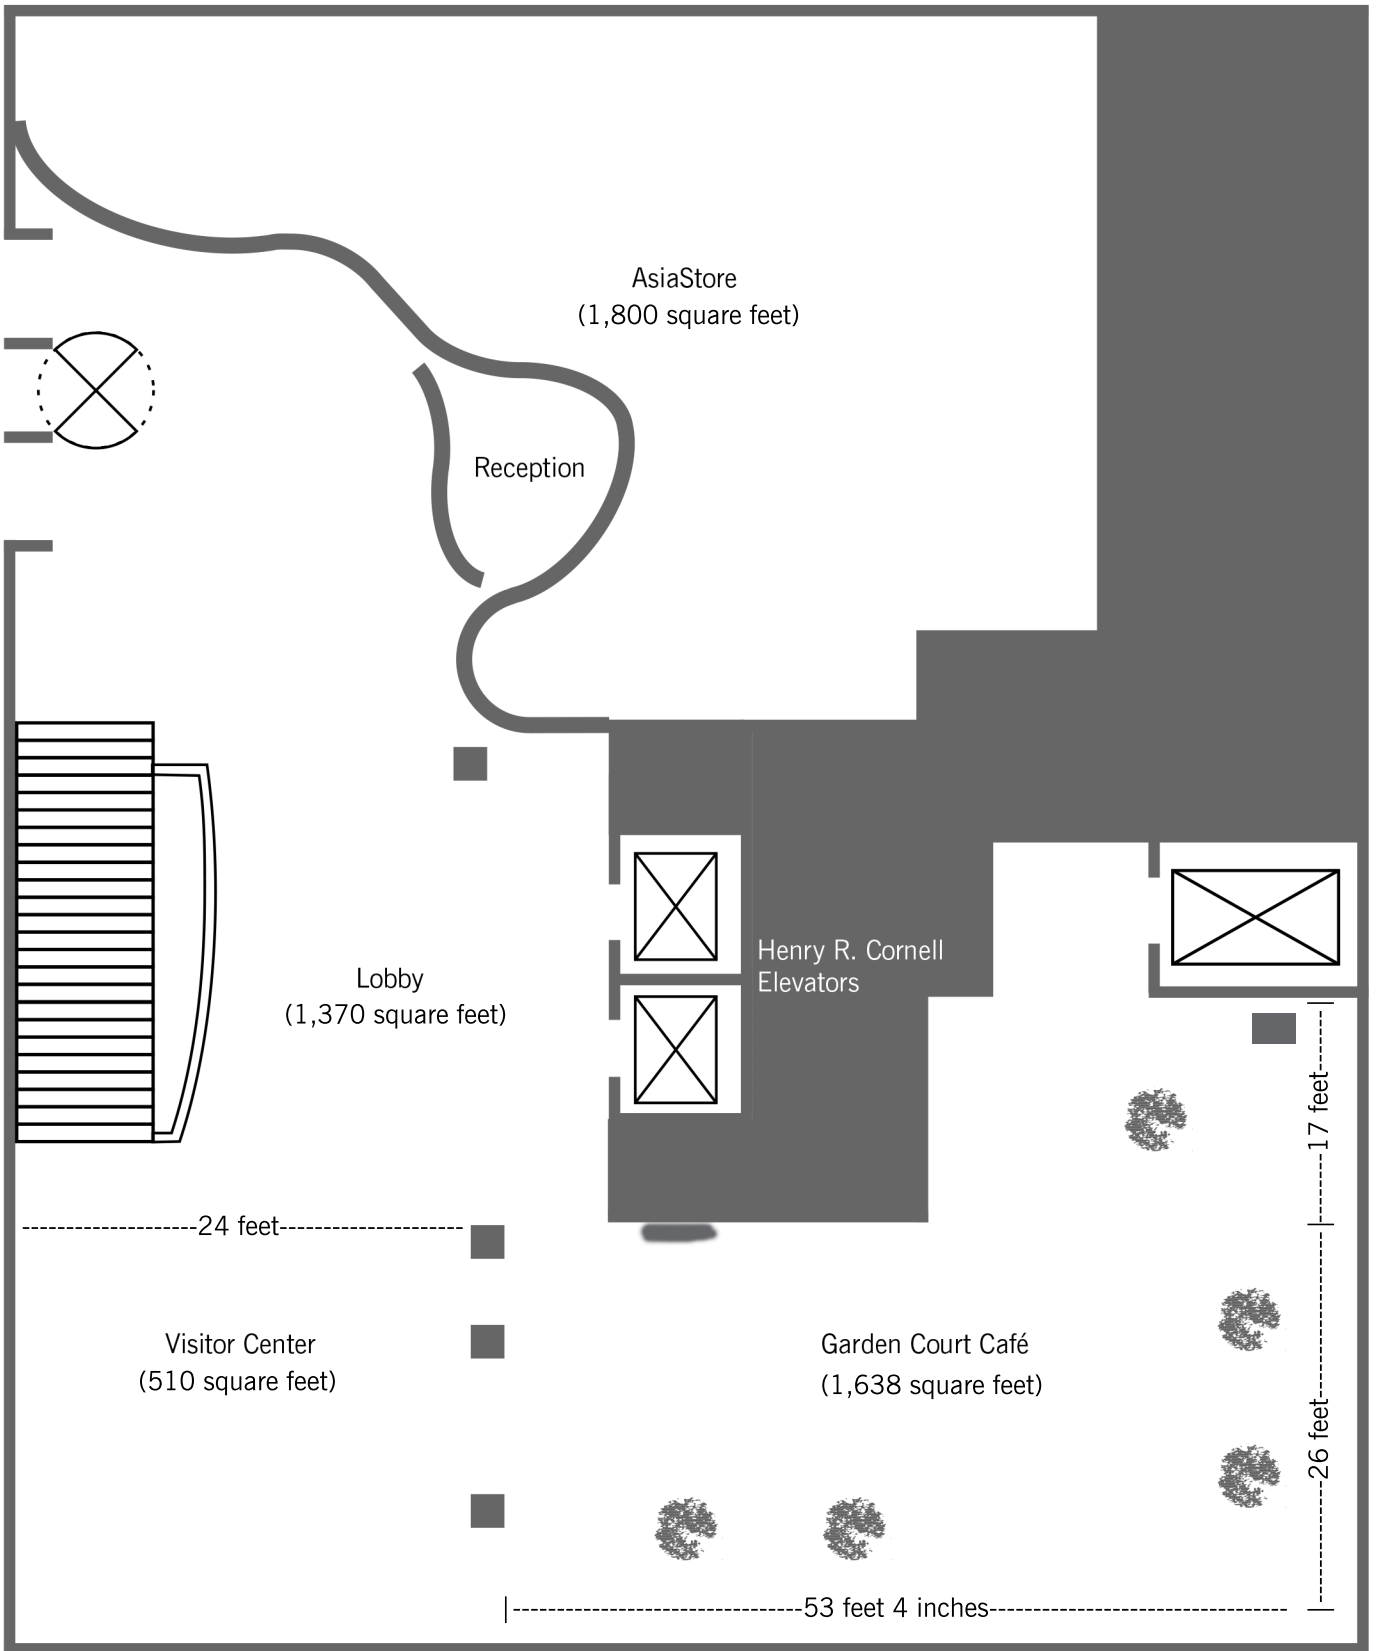 AsiaStore
(1,800 square feet)
Reception
Henry R. Cornell
Elevators
Lobby
(1,370 square feet)
17 feet
24 feet
Visitor Center
(510 square feet)
Garden Court Café
(1,638 square feet)
26 feet
53 feet 4 inches